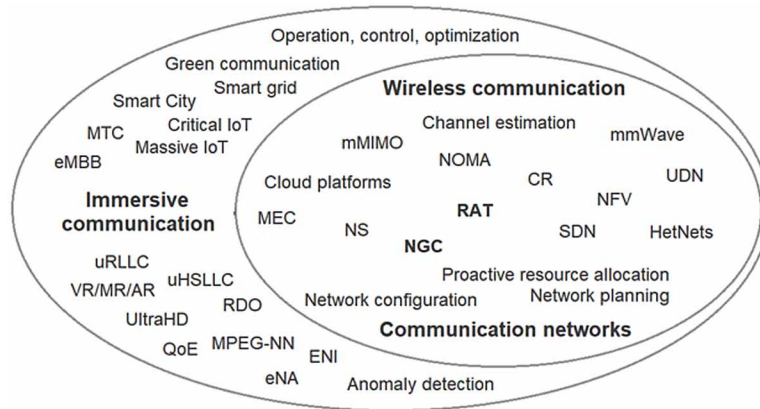 Operation, control, optimization
Green communication
Smart grid
Smart City
Critical IoT
MTC
Massive IoT
eMBB
Immersive
communication
uRLLC
uHSLLC
VR/MR/AR
RDO
UltraHD
MPEG-NN
QoE
ENI
eNA
Anomaly detection
Wireless communication
Channel estimation
mmWave
mMIMO
NOMA
UDN
CR
Cloud platforms
NFV
RAT
MEC
NS
SDN
HetNets
NGC
Proactive resource allocation
Network configuration
Network planning
Communication networks